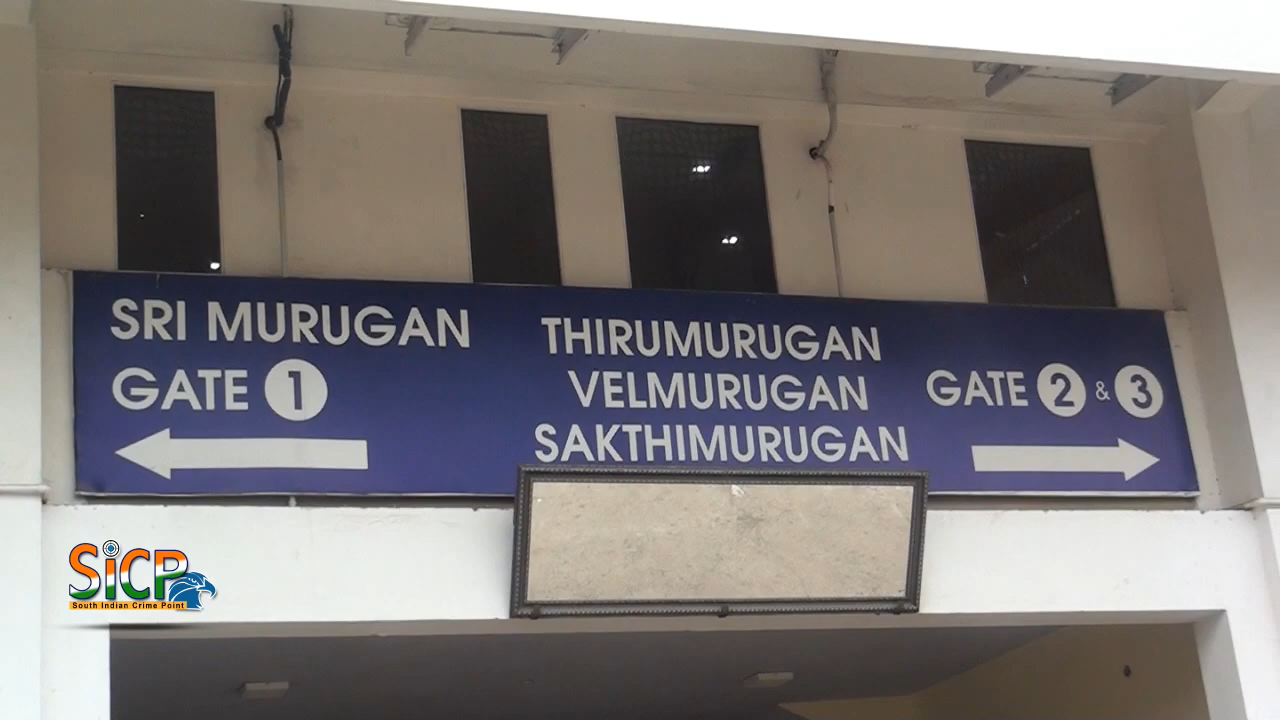 SRI MURUGAN
GATE 1
THIRUMURUGAN
VELMURUGAN
SAKTHIMURUGAN
GATE 2 & 3
SiCP
South Indian Crime Point